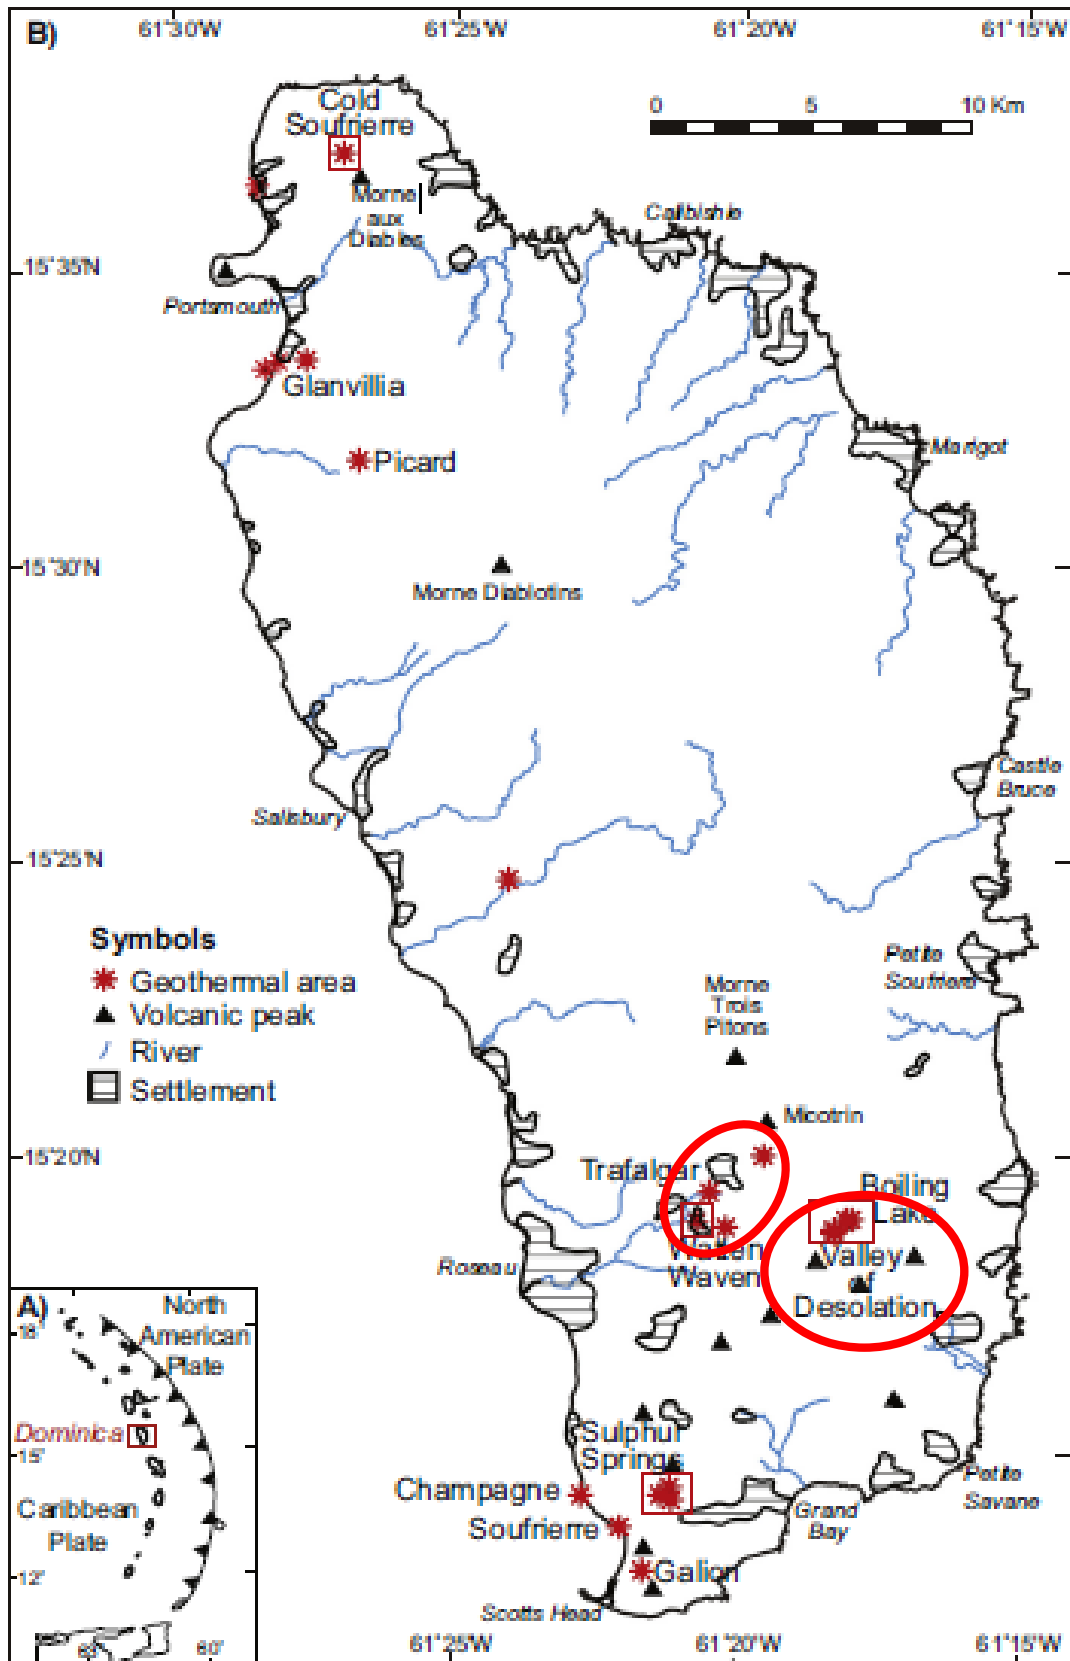 B)
61°30'W
61°25'W
61°20'W
61°15'W
0 5 10 Km
Cold
Soufrierre
Morne
aux
Diables
Calibishie
15°35'N
Portsmouth
Glanvillia
Picard
Marigot
15°30'N
Morne Diablotins
Castle
Bruce
Salisbury
15°25'N
Symbols
Geothermal area
Volcanic peak
River
Settlement
Petite
Soufriere
Morne
Trois
Pitons
Micotrin
15°20'N
Trafalgar
Boiling
Lake
Watten
Waven
Valley
of
Desolation
Roseau
A)
North
American
Plate
18°
Dominica
15°
Caribbean
Plate
12°
63°
60°
Sulphur
Springs
Champagne
Soufrierre
Galion
Scotts Head
Grand
Bay
Petite
Savane
61°25'W
61°20'W
61°15'W